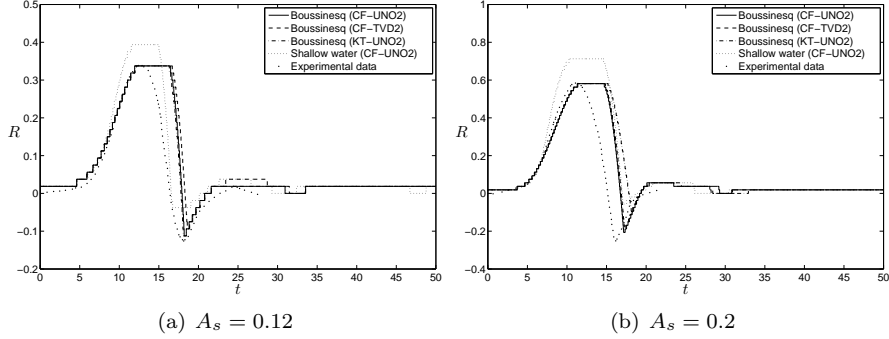 Boussinesq (CF−UNO2)
Boussinesq (CF−TVD2)
Boussinesq (KT−UNO2)
Shallow water (CF−UNO2)
Experimental data
0.5
0.4
0.3
0.2
0.1
0
−0.1
−0.2
R
0 5 10 15 20 25 30 35 40 45 50
t
(a) A_s = 0.12
Boussinesq (CF−UNO2)
Boussinesq (CF−TVD2)
Boussinesq (KT−UNO2)
Shallow water (CF−UNO2)
Experimental data
1
0.8
0.6
0.4
0.2
0
−0.2
−0.4
R
0 5 10 15 20 25 30 35 40 45 50
t
(b) A_s = 0.2